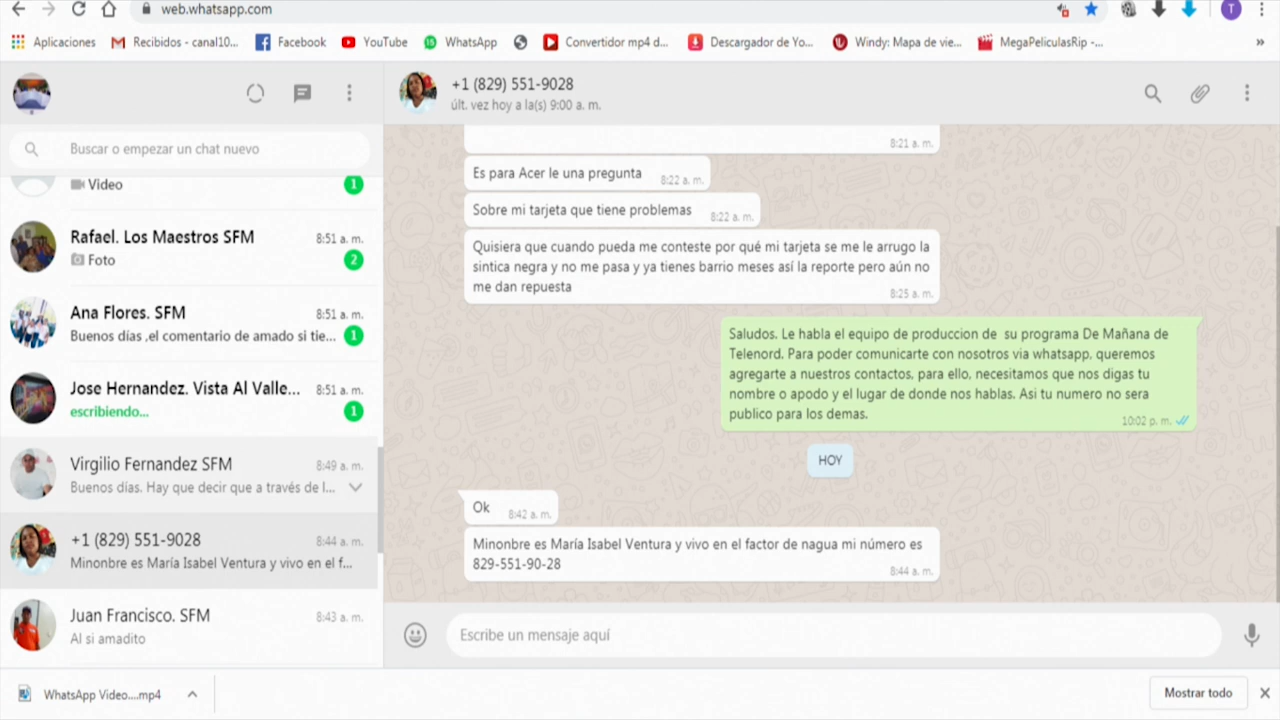 web.whatsapp.com
T
Aplicaciones
Recibidos - canal10...
Facebook
YouTube
WhatsApp
Convertidor mp4 d...
Descargador de Yo...
Windy: Mapa de vie...
MegaPeliculasRip -...
»
+1 (829) 551-9028
últ. vez hoy a la(s) 9:00 a. m.
Buscar o empezar un chat nuevo
Video
1
Rafael. Los Maestros SFM
8:51 a. m.
Foto
2
Ana Flores. SFM
8:51 a. m.
Buenos días ,el comentario de amado si tie...
1
Jose Hernandez. Vista Al Valle...
8:51 a. m.
escribiendo...
1
Virgilio Fernandez SFM
8:49 a. m.
Buenos días. Hay que decir que a través de l...
+1 (829) 551-9028
8:44 a. m.
Minonbre es María Isabel Ventura y vivo en el f...
Juan Francisco. SFM
8:43 a. m.
Al si amadito
8:21 a. m.
Es para Acer le una pregunta
8:22 a. m.
Sobre mi tarjeta que tiene problemas
8:22 a. m.
Quisiera que cuando pueda me conteste por qué mi tarjeta se me le arrugo la
sintica negra y no me pasa y ya tienes barrio meses así la reporte pero aún no
me dan repuesta
8:25 a. m.
Saludos. Le habla el equipo de produccion de su programa De Mañana de
Telenord. Para poder comunicarte con nosotros via whatsapp, queremos
agregarte a nuestros contactos, para ello, necesitamos que nos digas tu
nombre o apodo y el lugar de donde nos hablas. Asi tu numero no sera
publico para los demas.
10:02 p. m.
HOY
Ok
8:42 a. m.
Minonbre es María Isabel Ventura y vivo en el factor de nagua mi número es
829-551-90-28
8:44 a. m.
Escribe un mensaje aquí
WhatsApp Video....mp4
Mostrar todo